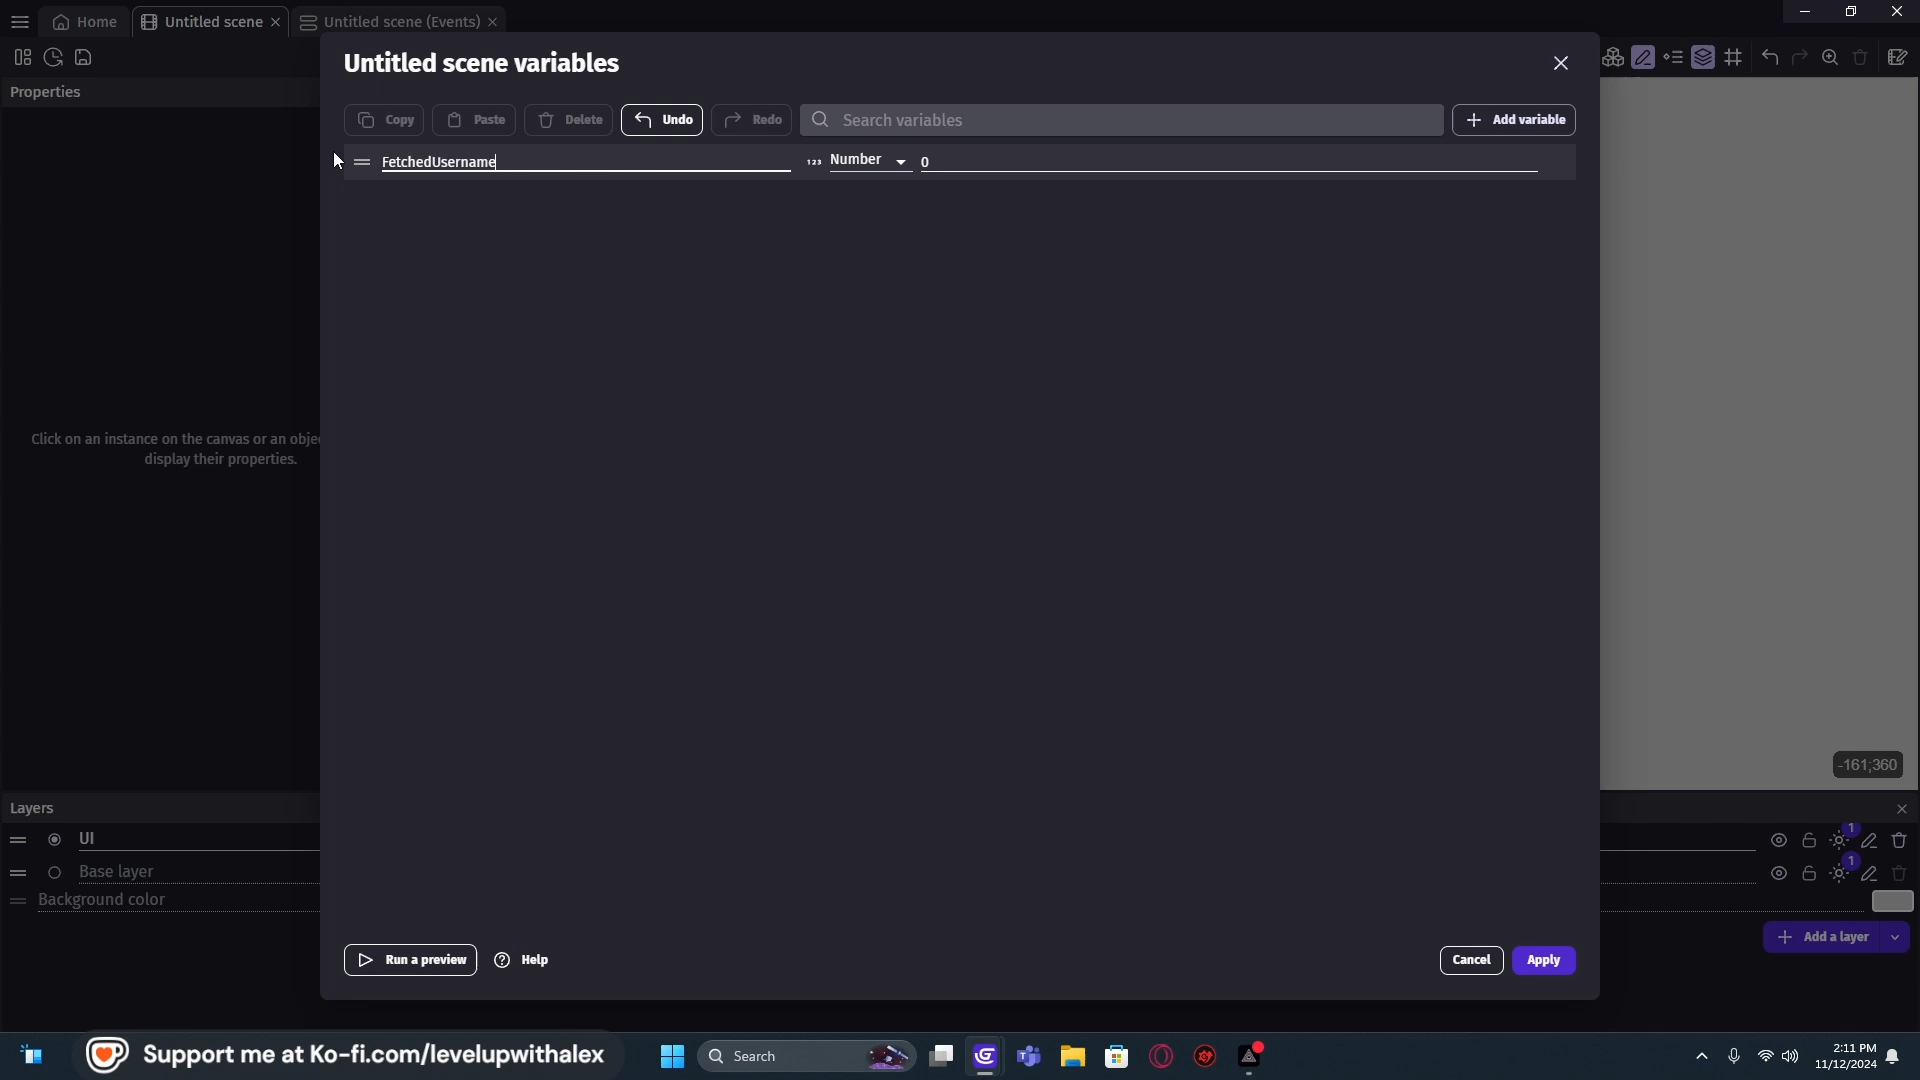 Home
Untitled scene
Untitled scene (Events)
Properties
Click on an instance on the canvas or an obje
display their properties.
Untitled scene variables
Copy
Paste
Delete
Undo
Redo
Search variables
Add variable
FetchedUsername
123
Number
0
-161;360
Layers
UI
1
Base layer
1
Background color
Add a layer
Run a preview
Help
Cancel
Apply
Support me at Ko-fi.com/levelupwithalex
Search
2:11 PM
11/12/2024